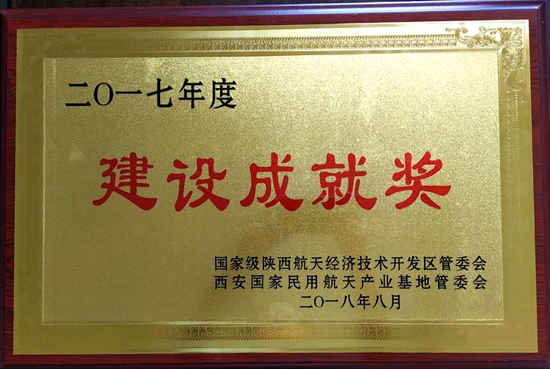 二〇一七年度
建设成就奖
国家级陕西航天经济技术开发区管委会
西安国家民用航天产业基地管委会
二〇一八年八月